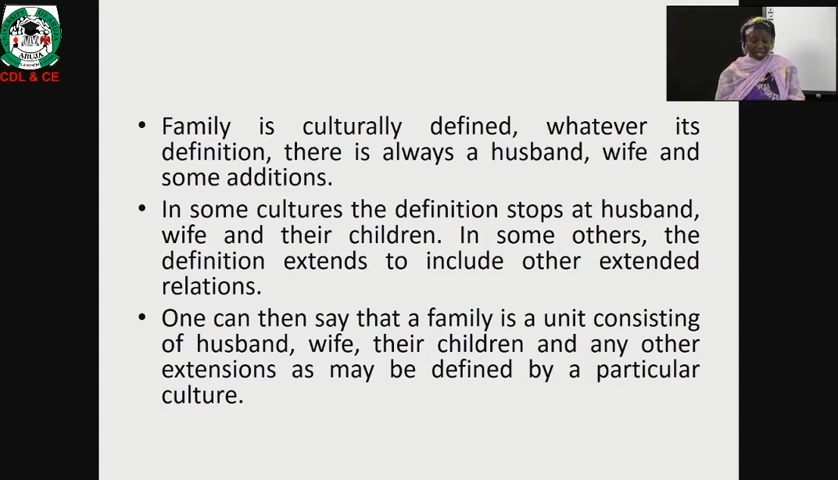 ABUJA
CDL & CE
• Family is culturally defined, whatever its
definition, there is always a husband, wife and
some additions.
• In some cultures the definition stops at husband,
wife and their children. In some others, the
definition extends to include other extended
relations.
• One can then say that a family is a unit consisting
of husband, wife, their children and any other
extensions as may be defined by a particular
culture.